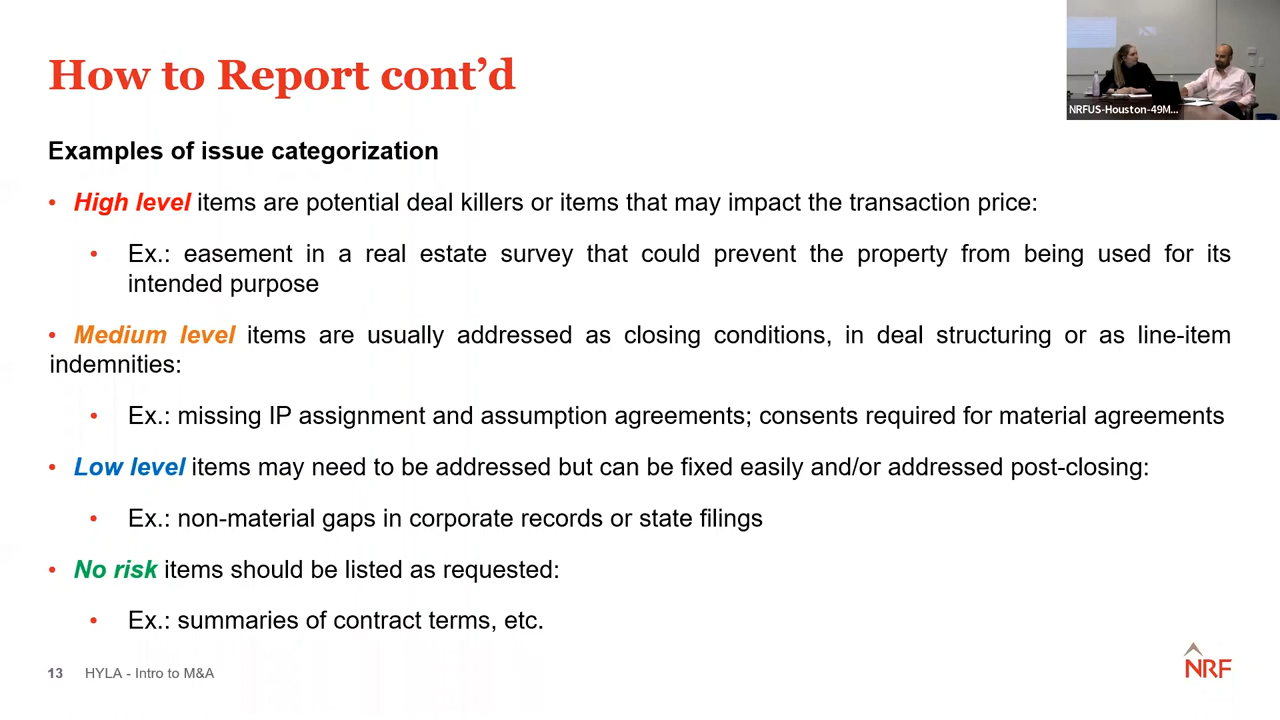 How to Report cont’d
NRFUS-Houston-49M...
Examples of issue categorization
• High level items are potential deal killers or items that may impact the transaction price:
• Ex.: easement in a real estate survey that could prevent the property from being used for its
intended purpose
• Medium level items are usually addressed as closing conditions, in deal structuring or as line-item
indemnities:
• Ex.: missing IP assignment and assumption agreements; consents required for material agreements
• Low level items may need to be addressed but can be fixed easily and/or addressed post-closing:
• Ex.: non-material gaps in corporate records or state filings
• No risk items should be listed as requested:
• Ex.: summaries of contract terms, etc.
13 HYLA - Intro to M&A
NRF